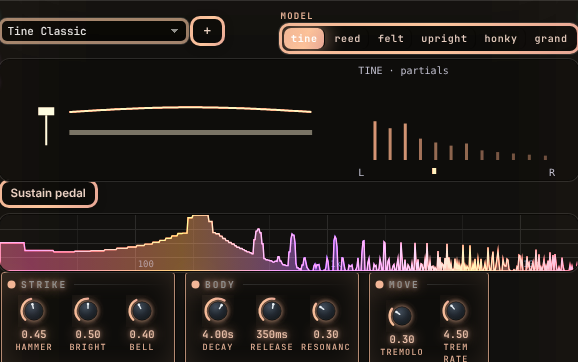 MODEL
Tine Classic
+
tine reed felt upright honky grand
TINE · partials
L R
Sustain pedal
100
STRIKE BODY MOVE
0.45 0.50 0.40 4.00s 350ms 0.30 0.30 4.50
HAMMER BRIGHT BELL DECAY RELEASE RESONANC TREMOLO TREM
RATE